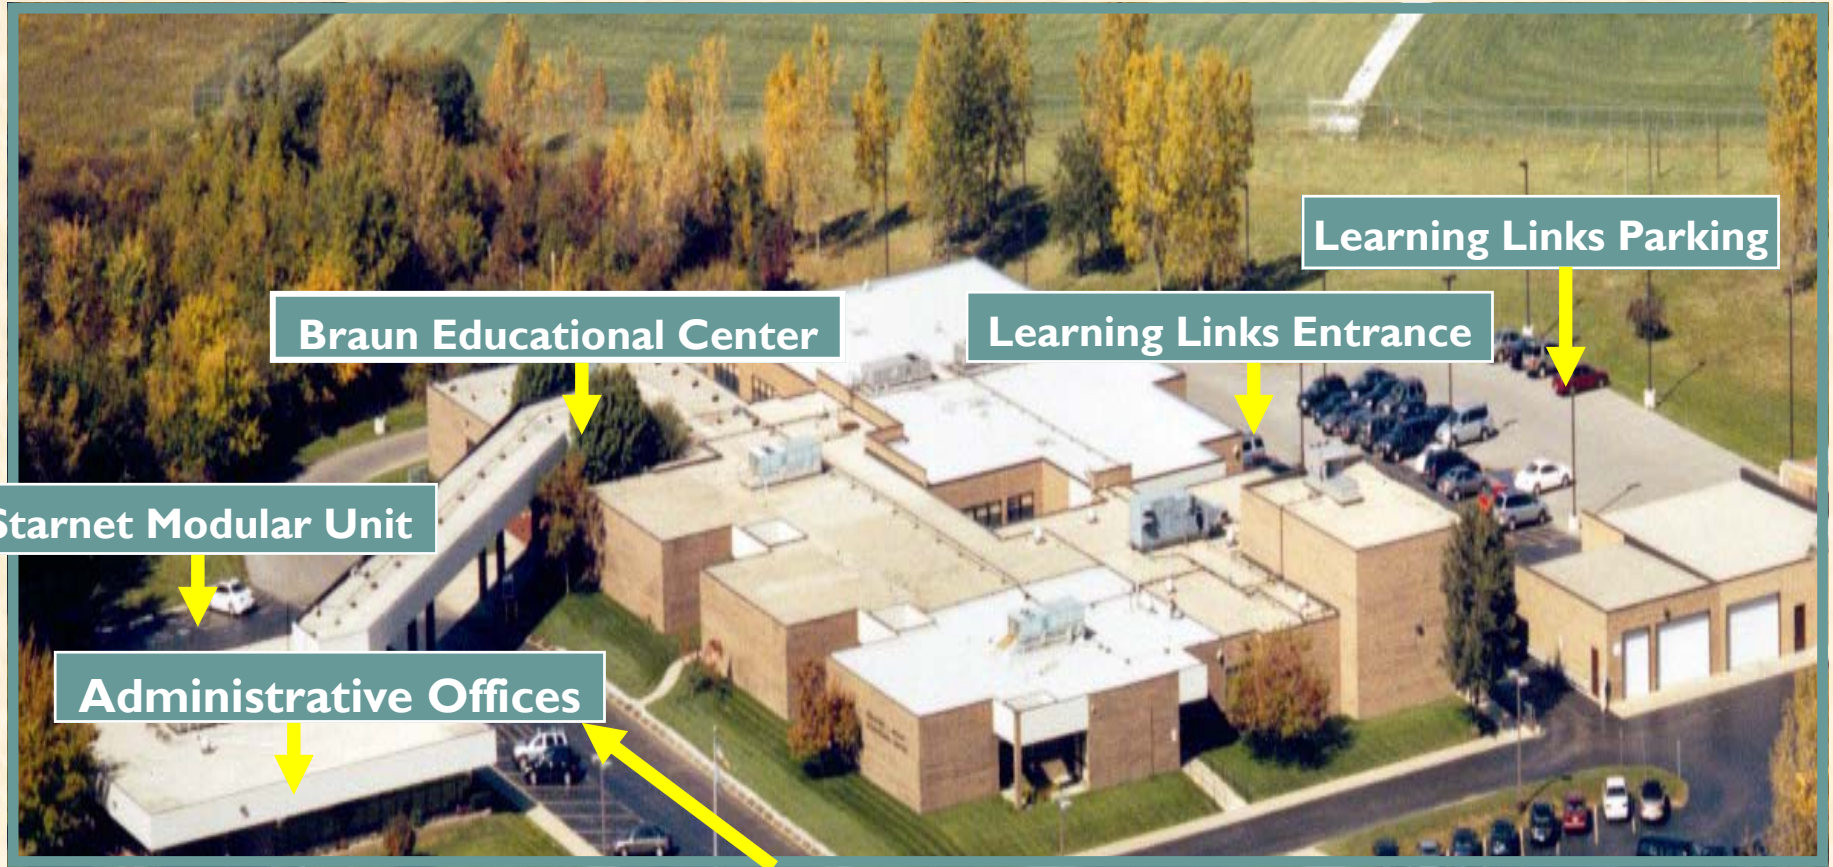 Learning Links Parking
Braun Educational Center
Learning Links Entrance
Starnet Modular Unit
Administrative Offices